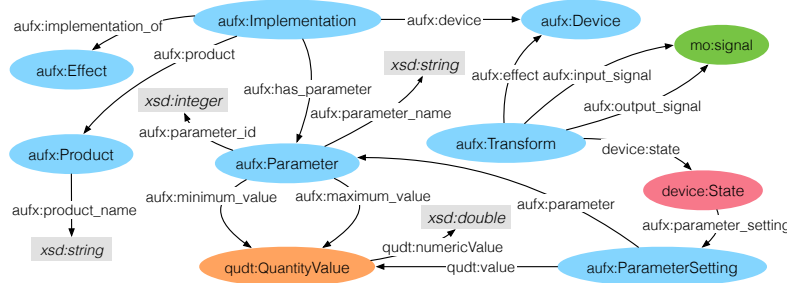 aufx:Implementation
aufx:device
aufx:Device
aufx:implementation_of
mo:signal
aufx:product
aufx:Effect
xsd:string
aufx:effect
aufx:input_signal
aufx:has_parameter
xsd:integer
aufx:parameter_name
aufx:output_signal
aufx:parameter_id
aufx:Transform
device:state
aufx:Product
aufx:Parameter
device:State
aufx:minimum_value
aufx:maximum_value
aufx:parameter
aufx:product_name
xsd:double
aufx:parameter_setting
xsd:string
qudt:numericValue
qudt:QuantityValue
qudt:value
aufx:ParameterSetting